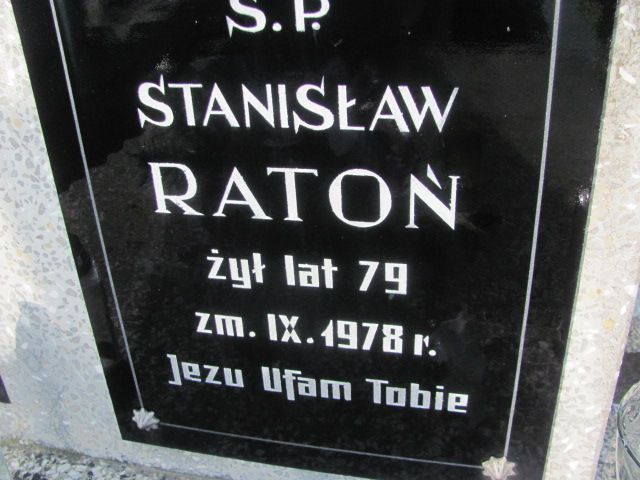 Ś.P.
STANISŁAW
RATOŃ
żył lat 79
zm. IX. 1978 r.
Jezu Ufam Tobie